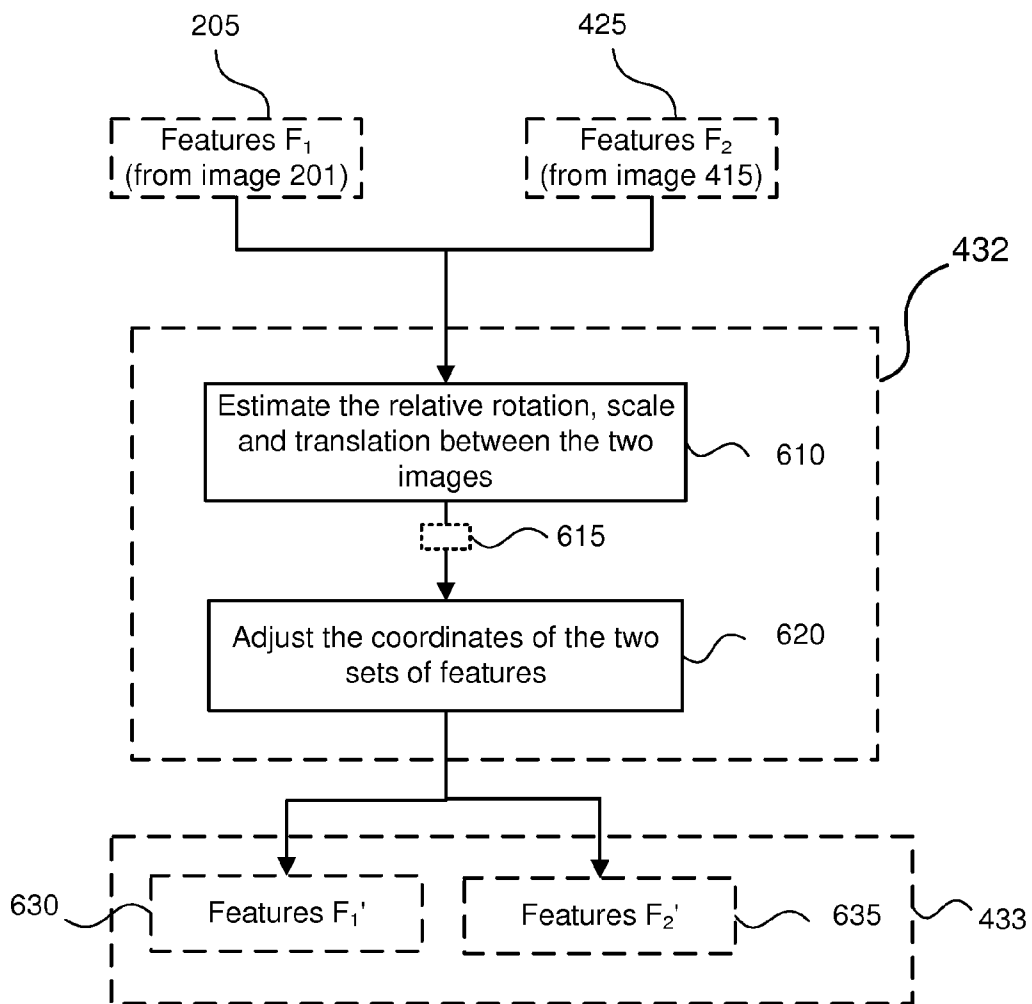 205
425
Features F₁
(from image 201)
Features F₂
(from image 415)
432
Estimate the relative rotation, scale
and translation between the two
images
610
615
Adjust the coordinates of the two
sets of features
620
630
Features F₁'
Features F₂'
635
433